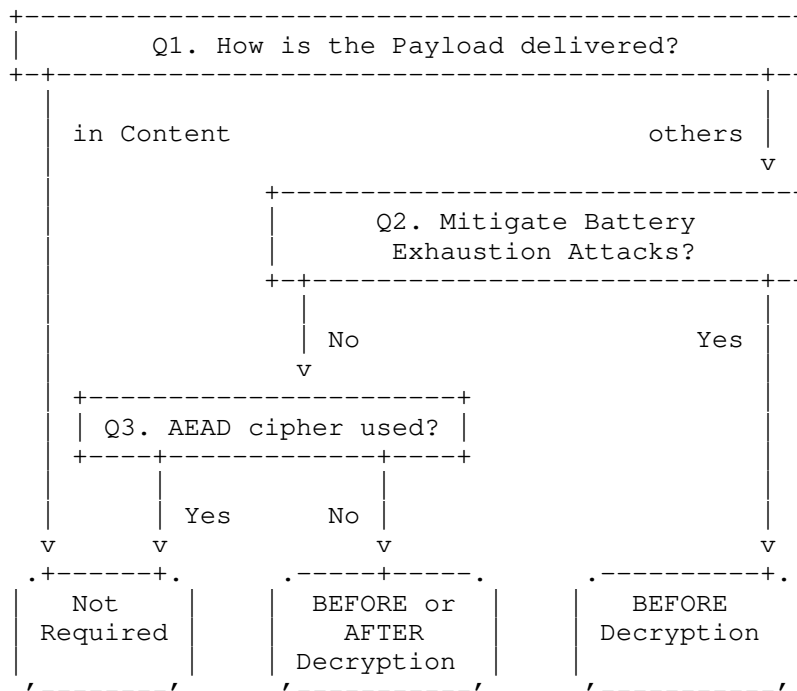 Q1. How is the Payload delivered?
in Content others
v
Q2. Mitigate Battery
Exhaustion Attacks?
No Yes
v
Q3. AEAD cipher used?
Yes No
v v v v
Not BEFORE or BEFORE
Required AFTER Decryption
Decryption